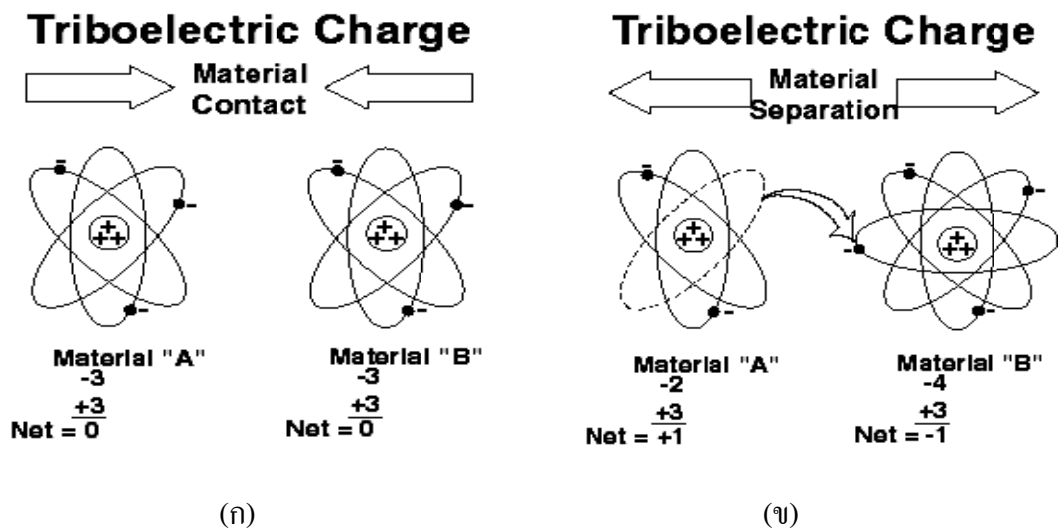 Triboelectric Charge
Material
Contact
-
-
+
++
-
-
-
+
++
-
Material "A"
-3
+3
Net = 0
Material "B"
-3
+3
Net = 0
(ก)
Triboelectric Charge
Material
Separation
-
+
++
-
-
-
-
+
++
-
Material "A"
-2
+3
Net = +1
Material "B"
-4
+3
Net = -1
(ข)